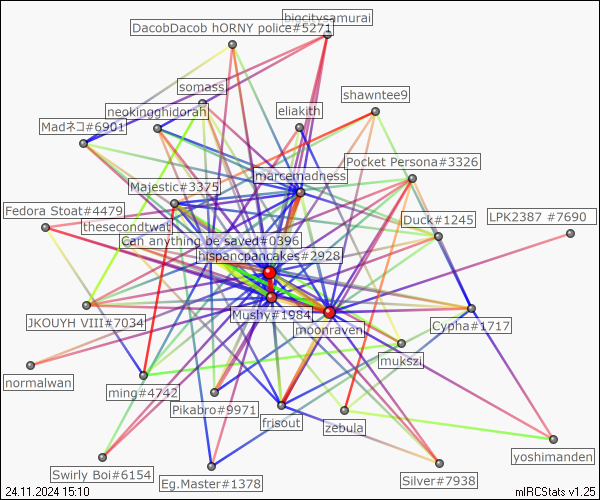 bigcitysamurai
DacobDacob hORNY police#5271
somass
shawntee9
neokingghidorah
eliakith
Madネコ#6901
Pocket Persona#3326
marcemadness
Majestic#3375
Fedora Stoat#4479
Duck#1245
LPK2387 #7690
thesecondtwat
Can anything be saved#0396
hispancpancakes#2928
Mushy#1984
JKOUYH VIII#7034
moonraven
Cypha#1717
mukszi
normalwan
ming#4742
Pikabro#9971
frisout
zebula
yoshimanden
Swirly Boi#6154
Eg.Master#1378
Silver#7938
24.11.2024 15:10
mIRCStats v1.25